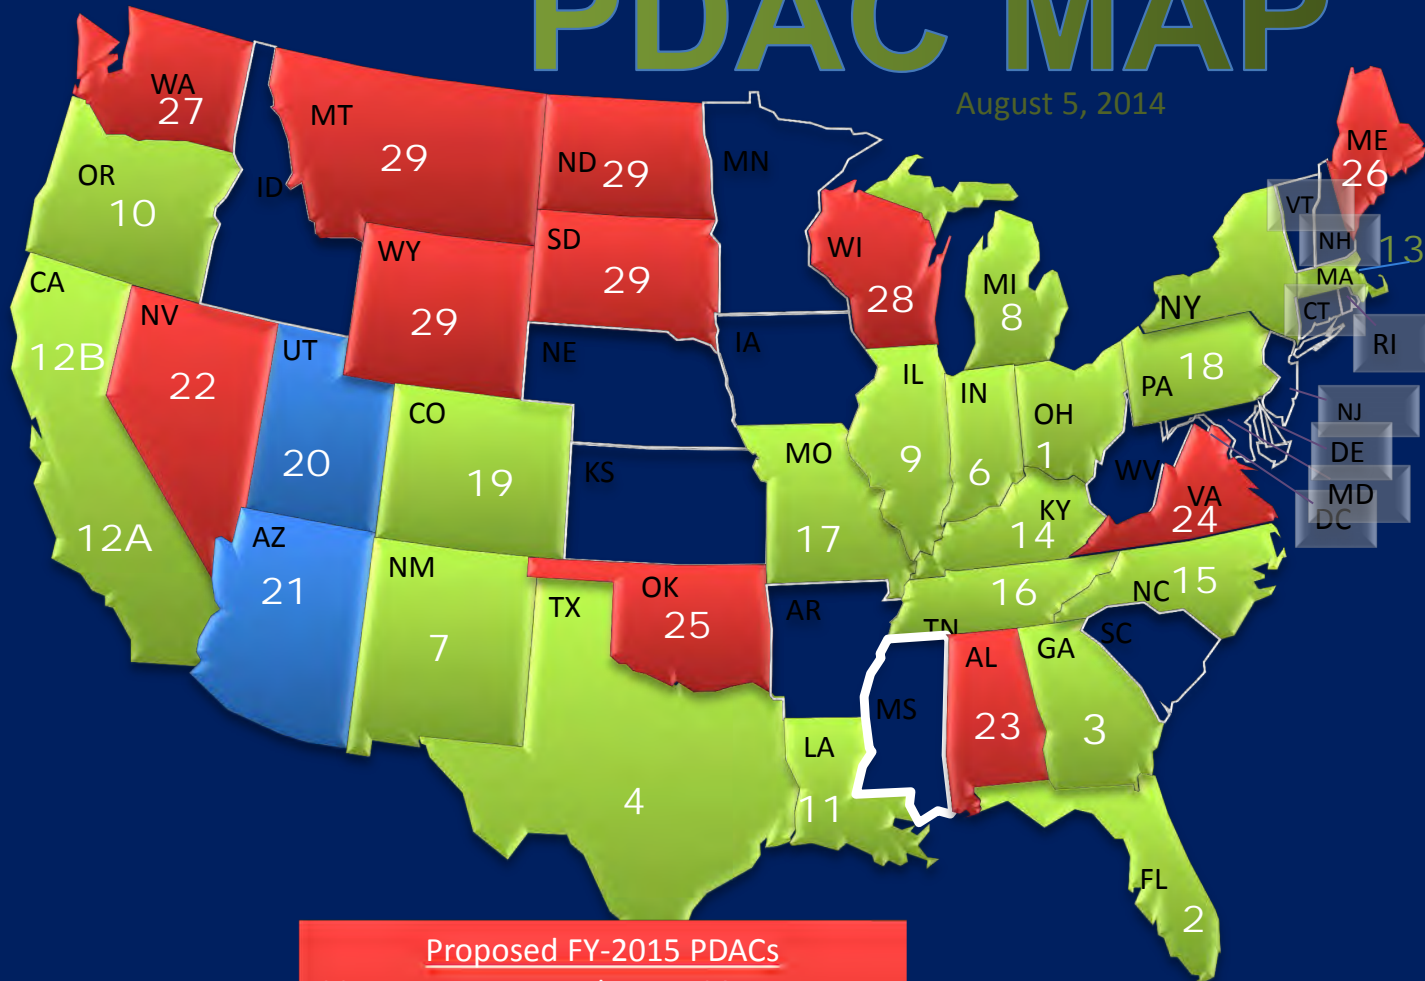 PDAC MAP
August 5, 2014
WA
27
MT
29
ND 29
MN
ME
26
OR
10
ID
VT
NH
13
WY
29
SD
29
WI
28
MI
8
NY
MA
CT
RI
CA
12B
NV
22
UT
20
NE
IA
IL
9
IN
6
OH
1
PA 18
NJ
DE
MD
DC
CO
19
KS
MO
17
KY
14
WV
VA
24
12A
AZ
21
NM
7
TX
4
OK
25
AR
TN
16
NC 15
SC
MS
AL
23
GA
3
LA
11
FL
2
Proposed FY-2015 PDACs